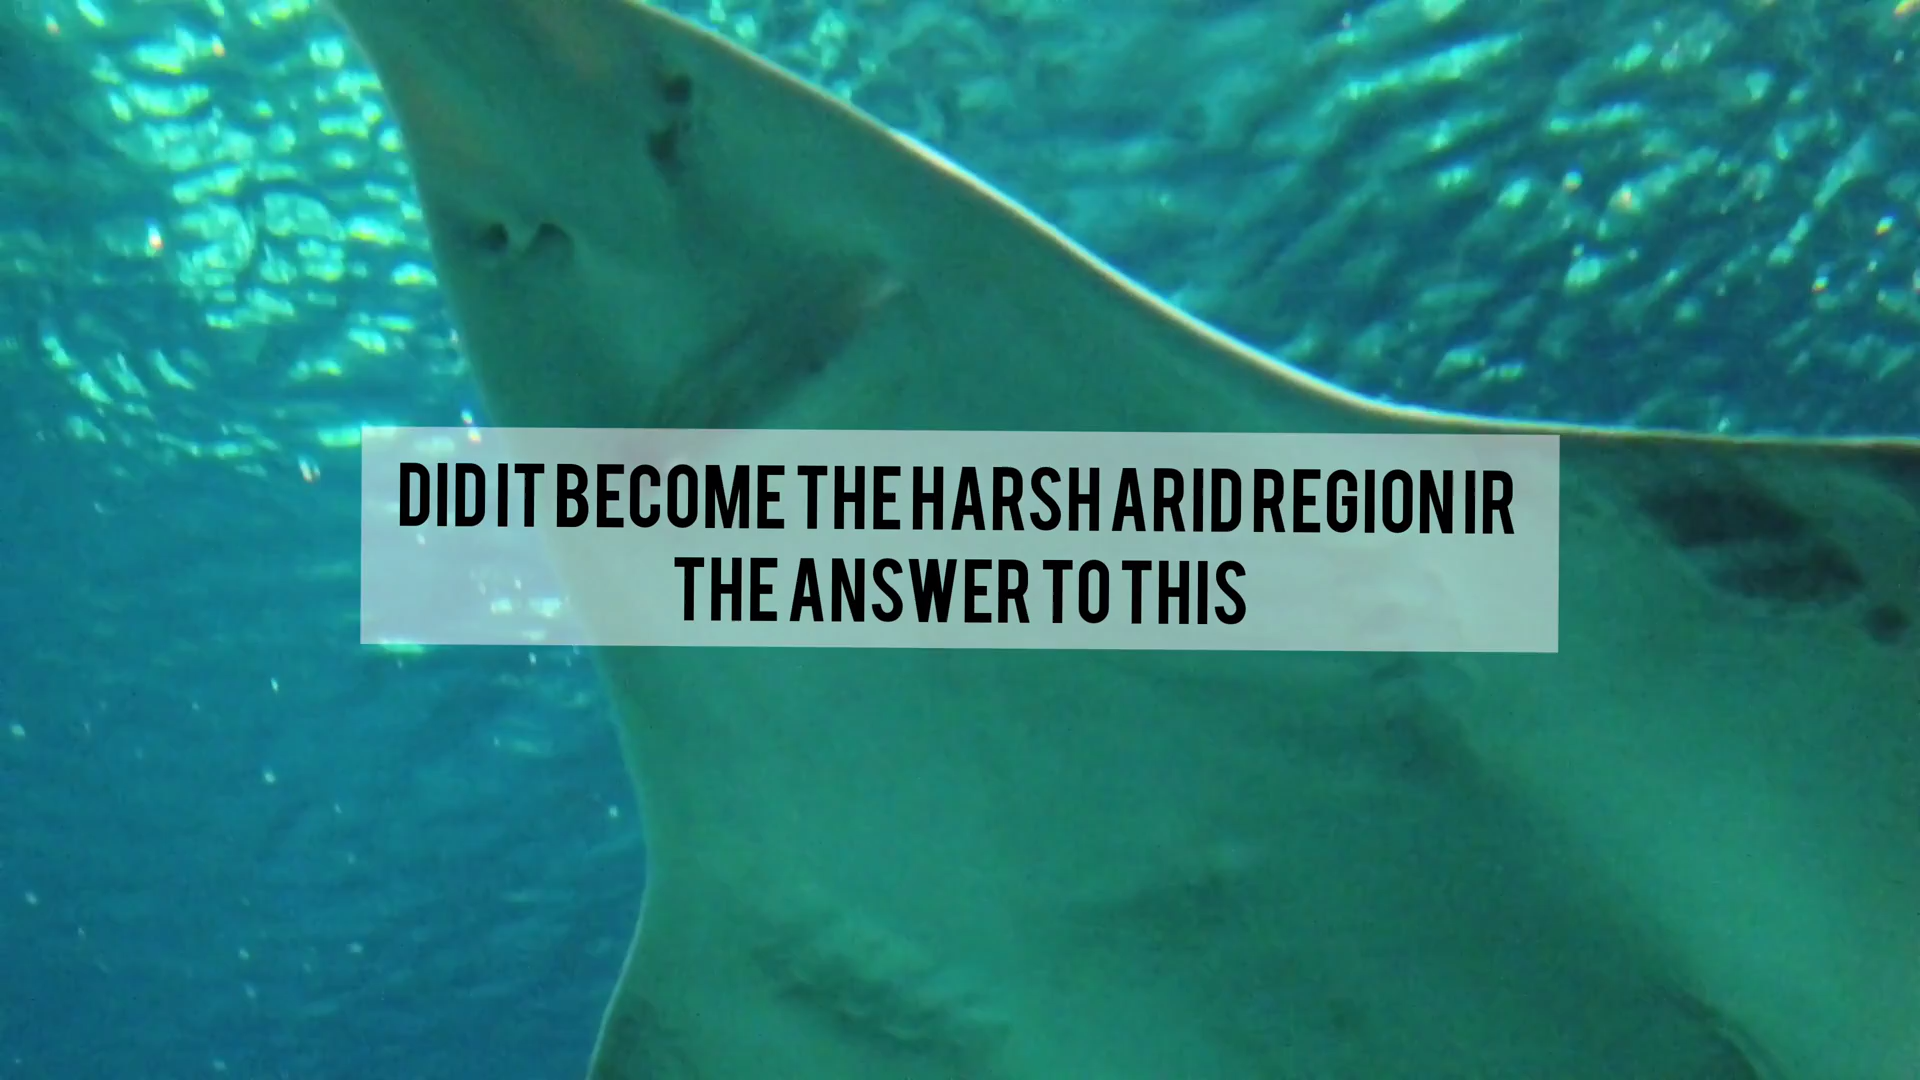 DID IT BECOME THE HARSH ARID REGION IR
THE ANSWER TO THIS